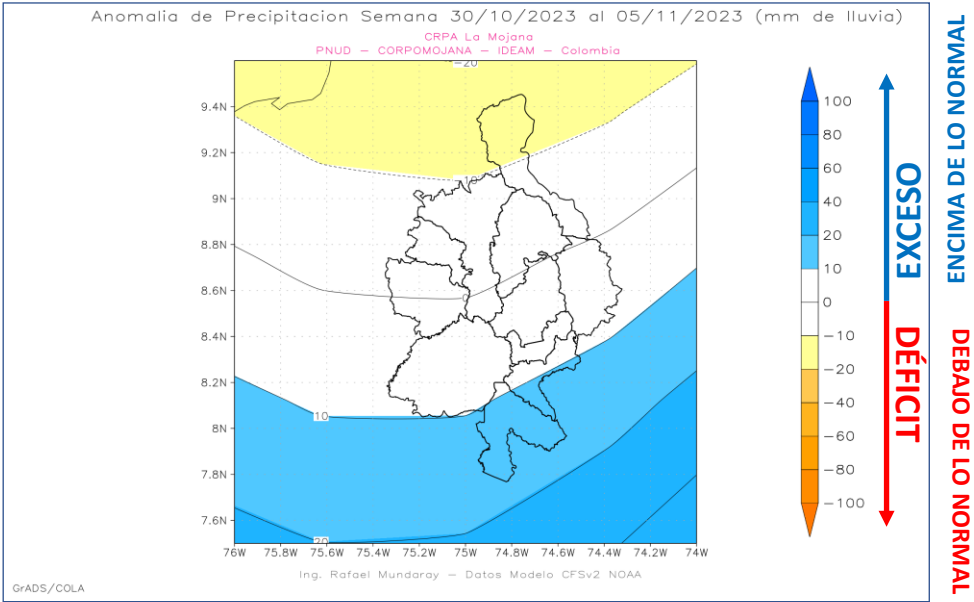 Anomalia de Precipitacion Semana 30/10/2023 al 05/11/2023 (mm de lluvia)
CRPA La Mojana
PNUD – CORPOMOJANA – IDEAM – Colombia
-20
9.4N
9.2N
-10
9N
8.8N
8.6N
0
8.4N
8.2N
10
8N
7.8N
7.6N
20
76W 75.8W 75.6W 75.4W 75.2W 75W 74.8W 74.6W 74.4W 74.2W 74W
100
80
60
40
20
10
0
-10
-20
-40
-60
-80
-100
EXCESO
DÉFICIT
ENCIMA DE LO NORMAL
DEBAJO DE LO NORMAL
Ing. Rafael Mundaray – Datos Modelo CFSv2 NOAA
GrADS/COLA